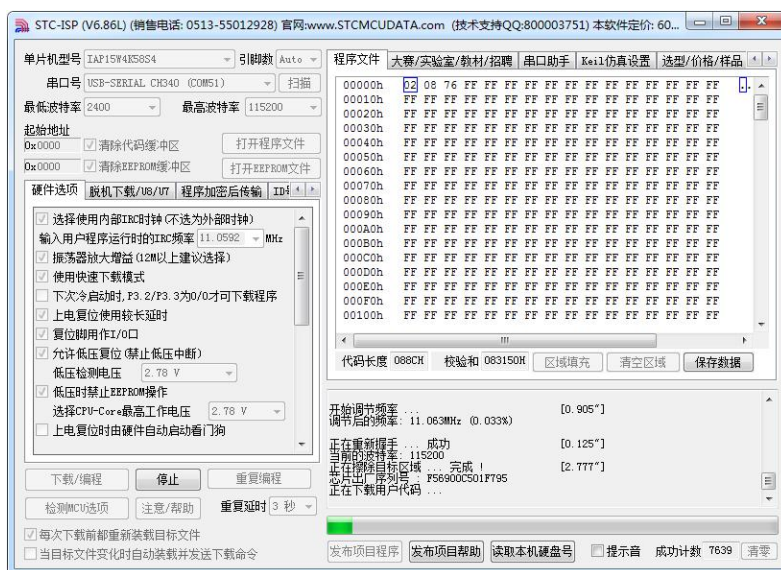 STC-ISP (V6.86L) (销售电话: 0513-55012928) 官网:www.STCMCUDATA.com (技术支持QQ:800003751) 本软件定价: 60...
单片机型号 IAP15W4K58S4 引脚数 Auto
串口号 USB-SERIAL CH340 (COM51) 扫描
最低波特率 2400 最高波特率 115200
起始地址
0x0000 清除代码缓冲区 打开程序文件
0x0000 清除EEPROM缓冲区 打开EEPROM文件
硬件选项 脱机下载/U8/U7 程序加密后传输
选择使用内部IRC时钟(不选为外部时钟)
输入用户程序运行时的IRC频率 11.0592 MHz
振荡器放大增益(12M以上建议选择)
使用快速下载模式
下次冷启动时,P3.2/P3.3为0/0才可下载程序
上电复位使用较长延时
复位脚用作I/O口
允许低压复位(禁止低压中断)
低压检测电压 2.78 V
低压时禁止EEPROM操作
选择CPU-Core最高工作电压 2.78 V
上电复位时由硬件自动启动看门狗
下载/编程 停止 重复编程
检测MCU选项 注意/帮助 重复延时 3 秒
每次下载前都重新装载目标文件
当目标文件变化时自动装载并发送下载命令
程序文件 大赛/实验室/教材/招聘 串口助手 Keil仿真设置 选型/价格/样品
00000h 02 08 76 FF FF FF FF FF FF FF FF FF FF FF FF FF ..
00010h FF FF FF FF FF FF FF FF FF FF FF FF FF FF FF FF
00020h FF FF FF FF FF FF FF FF FF FF FF FF FF FF FF FF
00030h FF FF FF FF FF FF FF FF FF FF FF FF FF FF FF FF
00040h FF FF FF FF FF FF FF FF FF FF FF FF FF FF FF FF
00050h FF FF FF FF FF FF FF FF FF FF FF FF FF FF FF FF
00060h FF FF FF FF FF FF FF FF FF FF FF FF FF FF FF FF
00070h FF FF FF FF FF FF FF FF FF FF FF FF FF FF FF FF
00080h FF FF FF FF FF FF FF FF FF FF FF FF FF FF FF FF
00090h FF FF FF FF FF FF FF FF FF FF FF FF FF FF FF FF
000A0h FF FF FF FF FF FF FF FF FF FF FF FF FF FF FF FF
000B0h FF FF FF FF FF FF FF FF FF FF FF FF FF FF FF FF
000C0h FF FF FF FF FF FF FF FF FF FF FF FF FF FF FF FF
000D0h FF FF FF FF FF FF FF FF FF FF FF FF FF FF FF FF
000E0h FF FF FF FF FF FF FF FF FF FF FF FF FF FF FF FF
000F0h FF FF FF FF FF FF FF FF FF FF FF FF FF FF FF FF
00100h FF FF FF FF FF FF FF FF FF FF FF FF FF FF FF FF
代码长度 088CH 校验和 083150H 区域填充 清空区域 保存数据
开始调节频率 ... [0.905"]
调节后的频率: 11.063MHz (0.033%)
正在重新握手 ... 成功 [0.125"]
当前的波特率: 115200
正在擦除目标区域 ... 完成 ! [2.777"]
芯片出厂序列号 : F56900C501F795
正在下载用户代码 ...
发布项目程序 发布项目帮助 读取本机硬盘号 提示音 成功计数 7639 清零